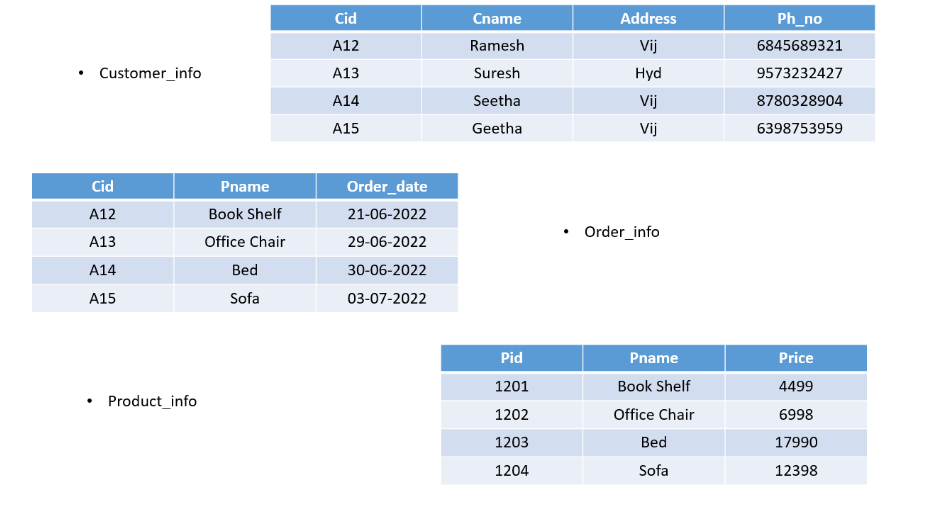 Cid Cname Address Ph_no
A12 Ramesh Vij 6845689321
• Customer_info
A13 Suresh Hyd 9573232427
A14 Seetha Vij 8780328904
A15 Geetha Vij 6398753959
Cid Pname Order_date
A12 Book Shelf 21-06-2022
• Order_info
A13 Office Chair 29-06-2022
A14 Bed 30-06-2022
A15 Sofa 03-07-2022
Pid Pname Price
1201 Book Shelf 4499
• Product_info
1202 Office Chair 6998
1203 Bed 17990
1204 Sofa 12398